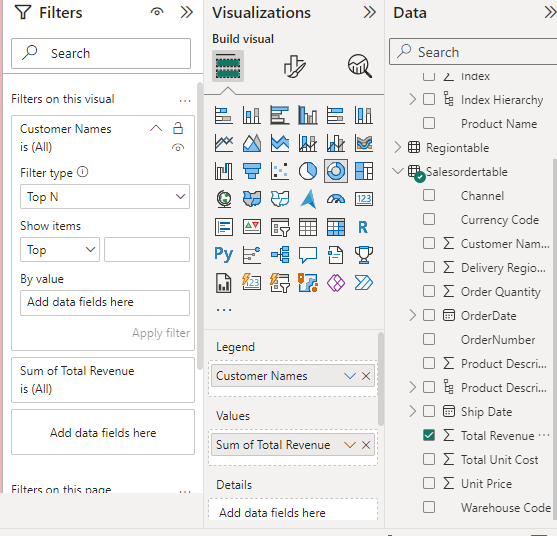 Filters
Search
Filters on this visual
...
Customer Names
is (All)
Filter type
Top N
Show items
Top
By value
Add data fields here
Apply filter
Sum of Total Revenue
is (All)
Add data fields here
Filters on this page
...
Visualizations
Build visual
123
R
Py
123
...
Legend
Customer Names
Values
Sum of Total Revenue
Details
Add data fields here
Data
Search
Index
Index Hierarchy
Product Name
Regiontable
Salesordertable
Channel
Currency Code
Customer Nam...
Delivery Regio...
Order Quantity
OrderDate
OrderNumber
Product Descri...
Product Descri...
Ship Date
Total Revenue ...
Total Unit Cost
Unit Price
Warehouse Code